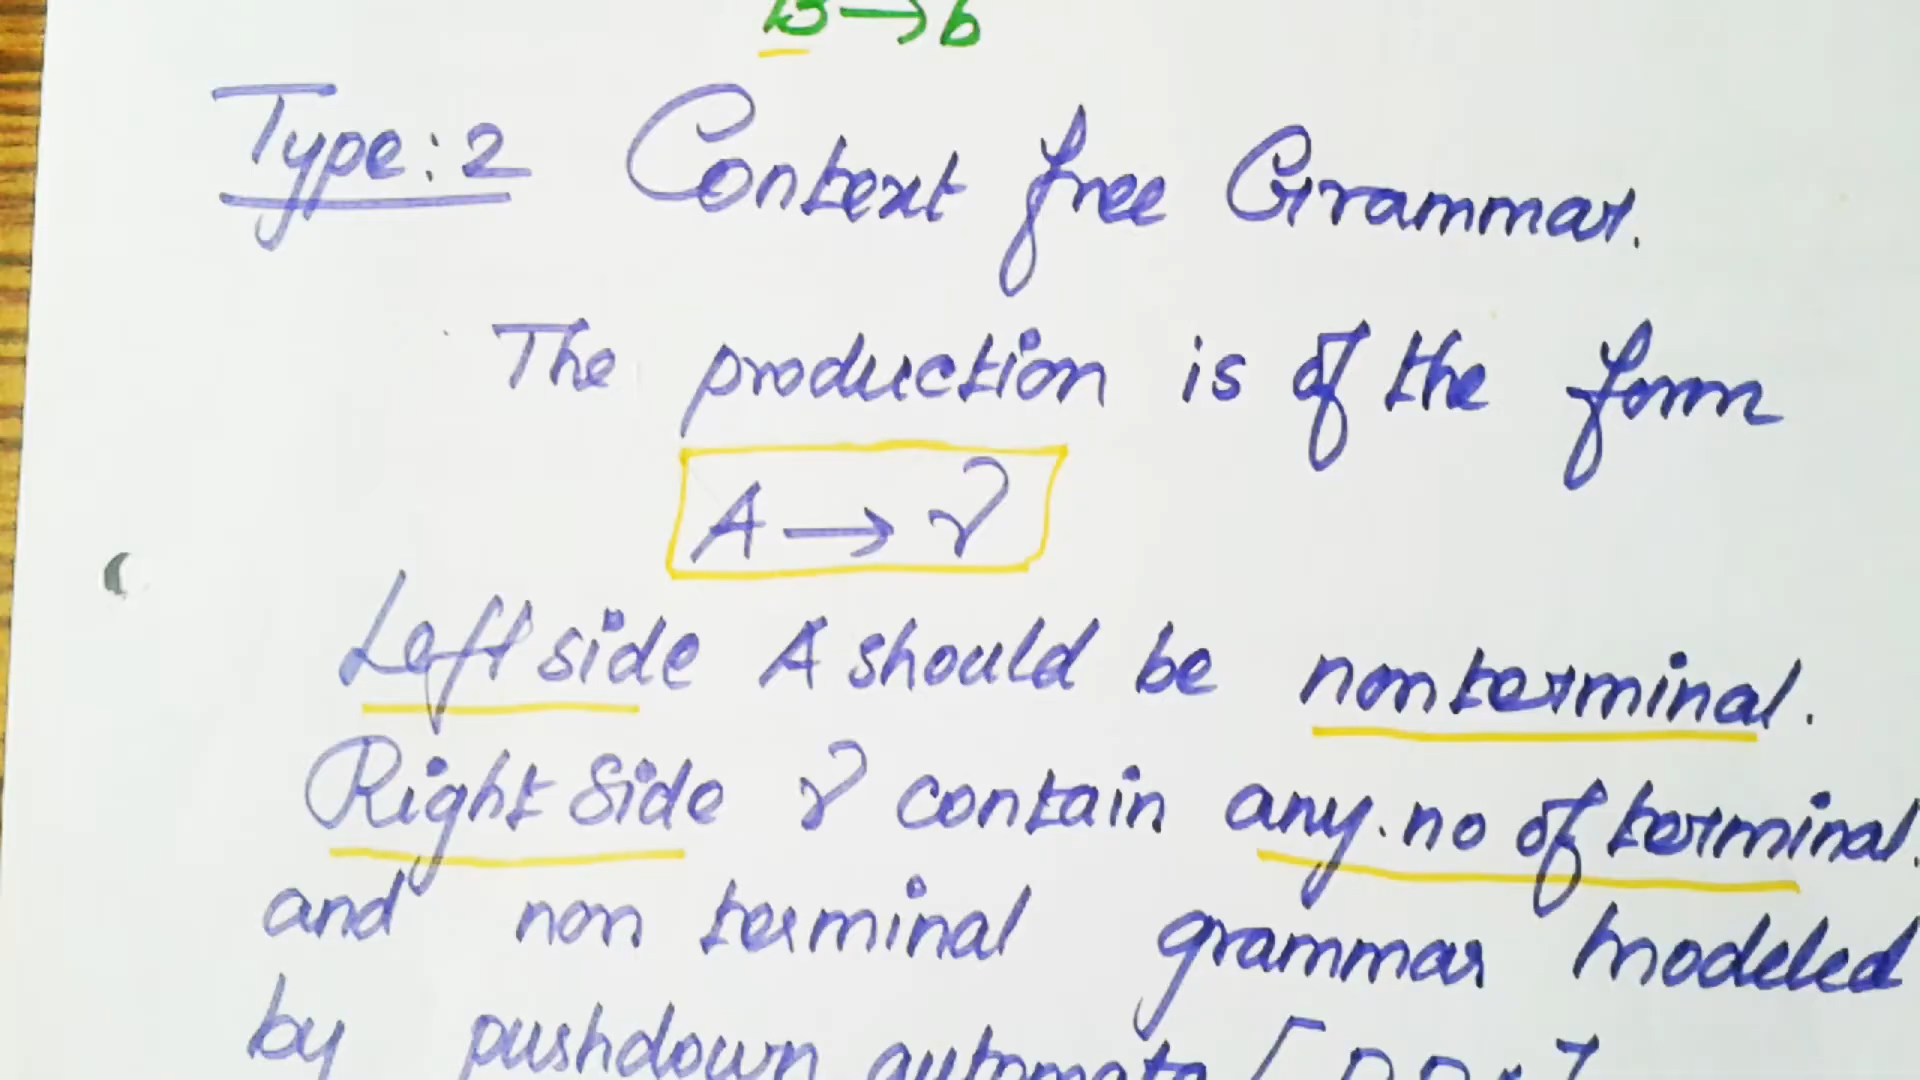 B → b
Type: 2 Context free Grammar.
The production is of the form
A → γ
Left side A should be nonterminal.
Right Side γ contain any. no of terminal.
and non terminal grammar modeled
by pushdown automata